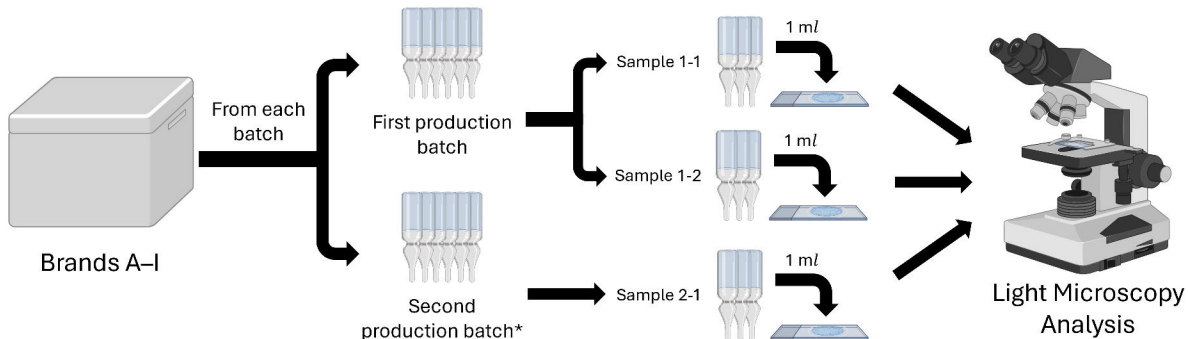 Brands A–I
From each
batch
First production
batch
Second
production batch*
Sample 1-1
1 ml
Sample 1-2
1 ml
Sample 2-1
1 ml
Light Microscopy
Analysis